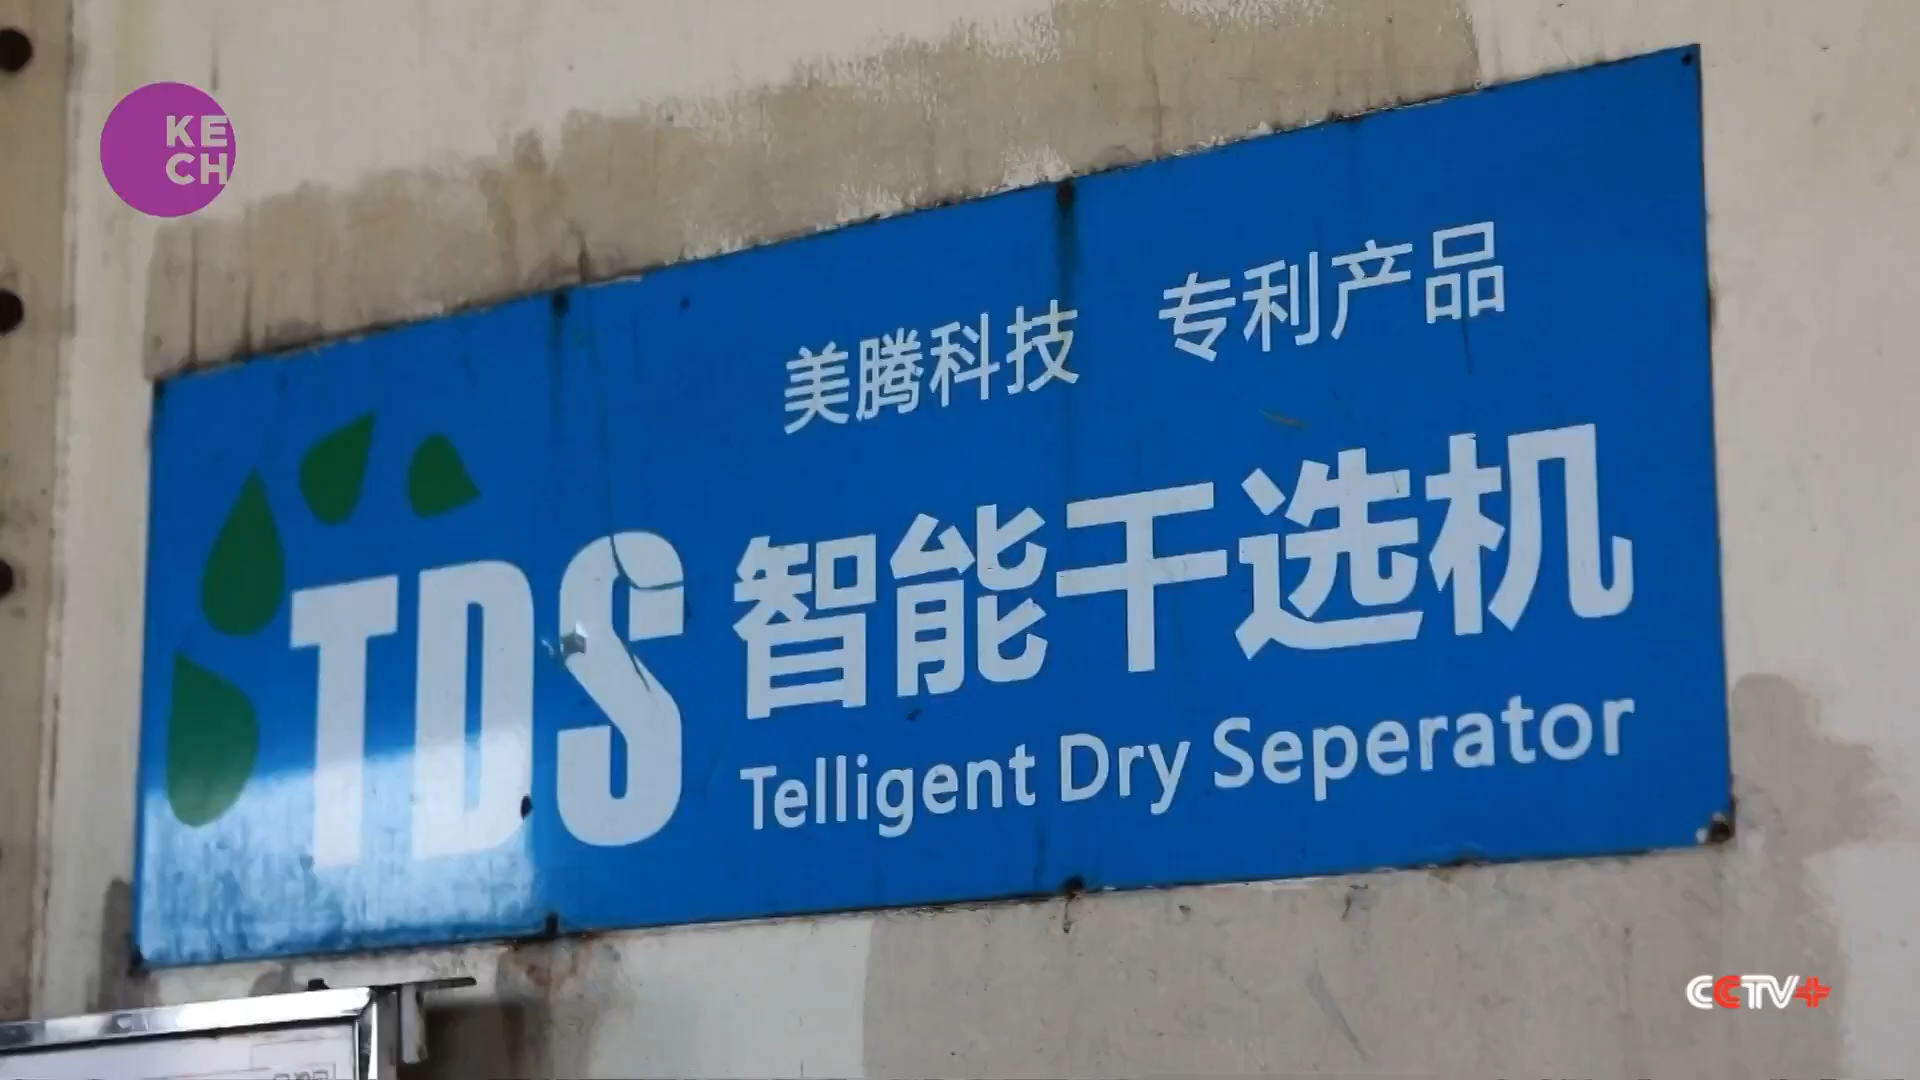 KE
CH
美腾科技 专利产品
TDS 智能干选机
Telligent Dry Seperator
CCTV+